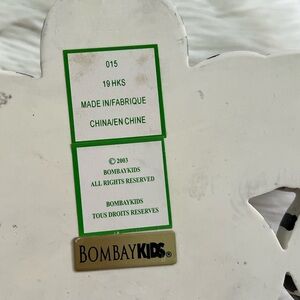 015
19 HKS
MADE IN/FABRIQUE
CHINA/EN CHINE
© 2003
BOMBAYKIDS
ALL RIGHTS RESERVED
BOMBAYKIDS
TOUS DROITS RESERVES
BOMBAYKIDS®